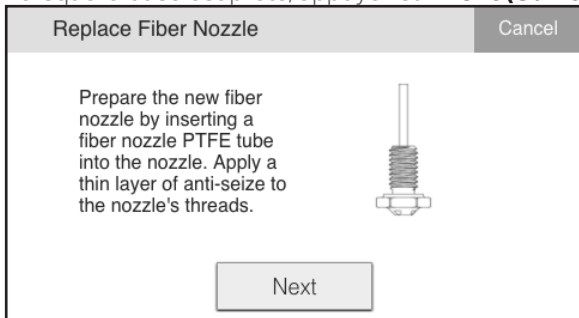 Replace Fiber Nozzle
Cancel
Prepare the new fiber
nozzle by inserting a
fiber nozzle PTFE tube
into the nozzle. Apply a
thin layer of anti-seize to
the nozzle's threads.
Next